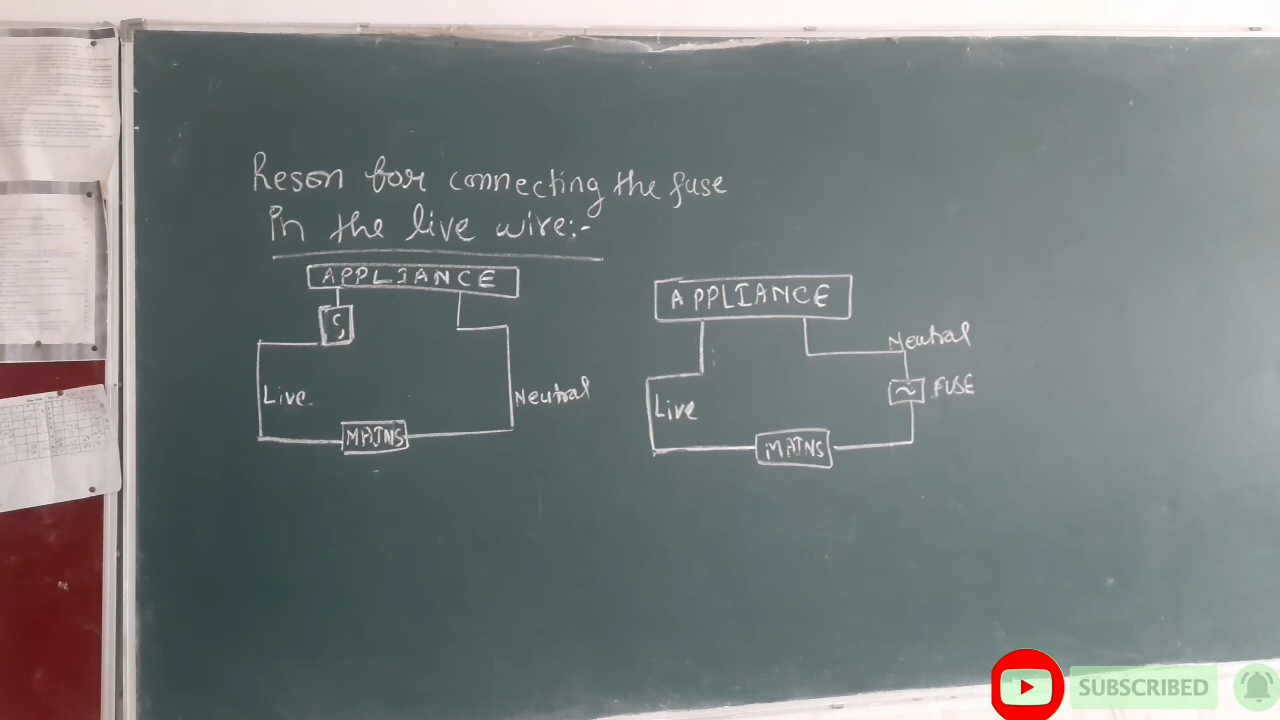 Reson for connecting the fuse
in the live wire:-
APPLIANCE
Live
Neutral
MAINS
APPLIANCE
Neutral
FUSE
Live
MAINS
SUBSCRIBED